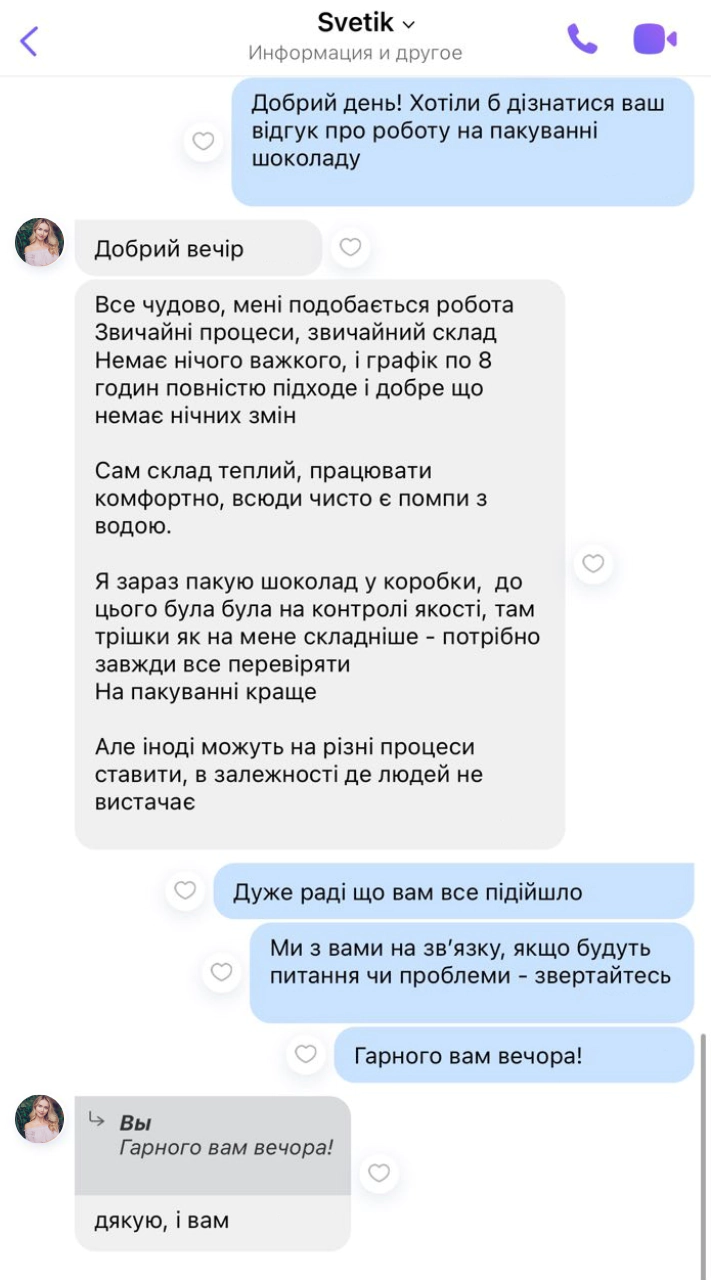 Svetik
Информация и другое
Добрий день! Хотіли б дізнатися ваш
відгук про роботу на пакуванні
шоколаду
Добрий вечір
Все чудово, мені подобається робота
Звичайні процеси, звичайний склад
Немає нічого важкого, і графік по 8
годин повністю підходе і добре що
немає нічних змін
Сам склад теплий, працювати
комфортно, всюди чисто є помпи з
водою.
Я зараз пакую шоколад у коробки,  до
цього була була на контролі якості, там
трішки як на мене складніше - потрібно
завжди все перевіряти
На пакуванні краще
Але іноді можуть на різні процеси
ставити, в залежності де людей не
вистачає
Дуже раді що вам все підійшло
Ми з вами на зв’язку, якщо будуть
питання чи проблеми - звертайтесь
Гарного вам вечора!
Вы
Гарного вам вечора!
дякую, і вам